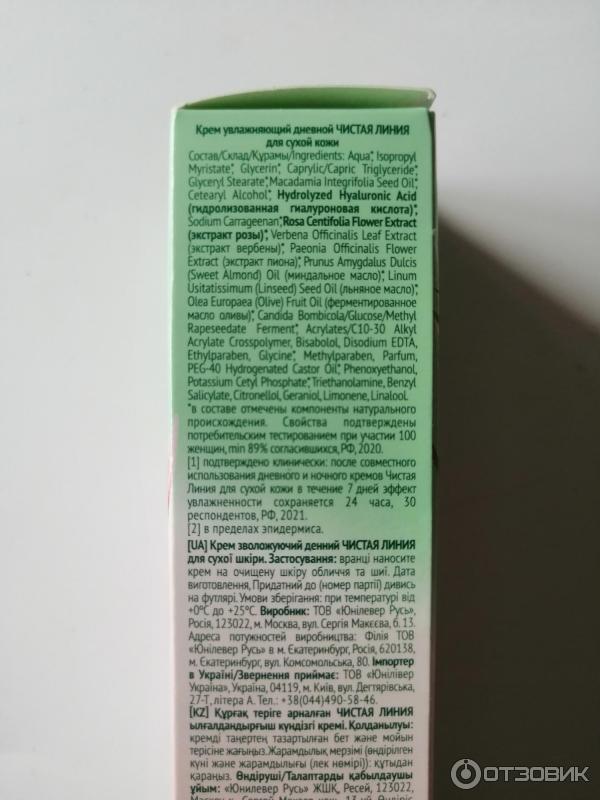 Крем увлажняющий дневной ЧИСТАЯ ЛИНИЯ
для сухой кожи
Состав/Склад/Құрамы/Ingredients: Aqua*, Isopropyl
Myristate*, Glycerin*, Caprylic/Capric Triglyceride*,
Glyceryl Stearate*, Macadamia Integrifolia Seed Oil*,
Cetearyl Alcohol*, Hydrolyzed Hyaluronic Acid
(гидролизованная гиалуроновая кислота)*,
Sodium Carrageenan*, Rosa Centifolia Flower Extract
(экстракт розы)*, Verbena Officinalis Leaf Extract
(экстракт вербены)*, Paeonia Officinalis Flower
Extract (экстракт пиона)*, Prunus Amygdalus Dulcis
(Sweet Almond) Oil (миндальное масло)*, Linum
Usitatissimum (Linseed) Seed Oil (льняное масло)*,
Olea Europaea (Olive) Fruit Oil (ферментированное
масло оливы)*, Candida Bombicola/Glucose/Methyl
Rapeseedate Ferment*, Acrylates/C10-30 Alkyl
Acrylate Crosspolymer, Bisabolol, Disodium EDTA,
Ethylparaben, Glycine*, Methylparaben, Parfum,
PEG-40 Hydrogenated Castor Oil*, Phenoxyethanol,
Potassium Cetyl Phosphate*, Triethanolamine, Benzyl
Salicylate, Citronellol, Geraniol, Limonene, Linalool.
*в составе отмечены компоненты натурального
происхождения. Свойства подтверждены
потребительским тестированием при участии 100
женщин, min 89% согласившихся, РФ, 2020.
[1] подтверждено клинически: после совместного
использования дневного и ночного кремов Чистая
Линия для сухой кожи в течение 7 дней эффект
увлажненности сохраняется 24 часа, 30
респондентов, РФ, 2021.
[2] в пределах эпидермиса.
[UA] Крем зволожуючий денний ЧИСТАЯ ЛИНИЯ
для сухої шкіри. Застосування: вранці наносите
крем на очищену шкіру обличчя та шиї. Дата
виготовлення, Придатний до (номер партії) дивись
на футлярі. Умови зберігання: при температурі від
+0°C до +25°C. Виробник: ТОВ «Юнілевер Русь»,
Росія, 123022, м. Москва, вул. Сергія Макєєва, б. 13.
Адреса потужностей виробництва: Філія ТОВ
«Юнілевер Русь» в м. Єкатеринбург, Росія, 620138,
м. Єкатеринбург, вул. Комсомольська, 80. Імпортер
в Україні/Звернення приймає: ТОВ «Юнілівер
Україна», Україна, 04119, м. Київ, вул. Дегтярівська,
27-Т, літера А. Тел.: +38(044)490-58-46.
[KZ] Құрғақ теріге арналған ЧИСТАЯ ЛИНИЯ
ылғалдандырғыш күндізгі кремі. Қолданылуы:
кремді таңертең тазартылған бет және мойын
терісіне жағыңыз. Жарамдылық мерзімі (өндірілген
күні және жарамдылығы (лек нөмірі)): құтыдан
қараңыз. Өндіруші/Талаптарды қабылдаушы
ұйым: «Юнилевер Русь» ЖШҚ, Ресей, 123022,
ОТЗОВИК